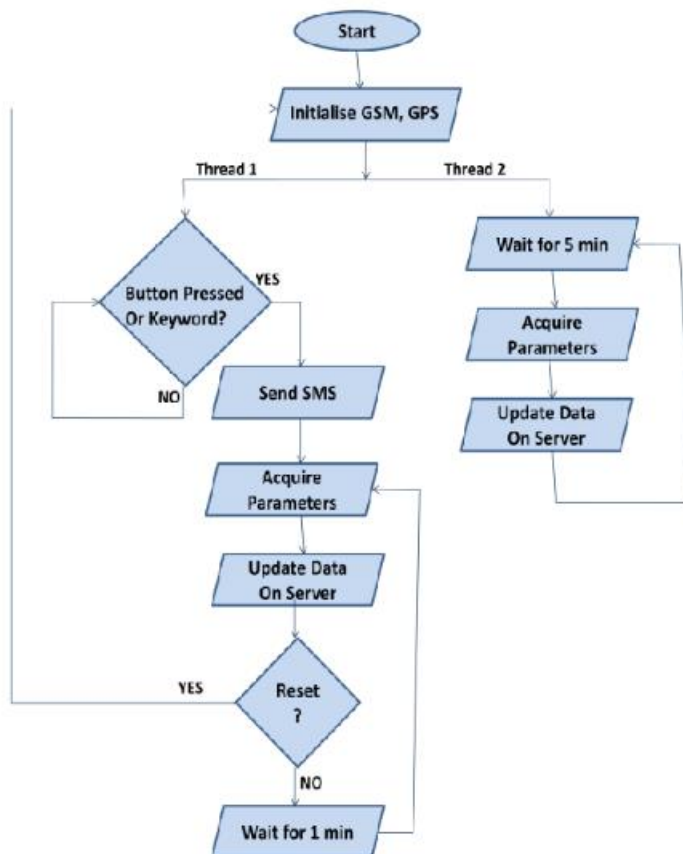 Start
Initialise GSM, GPS
Thread 1
Thread 2
Button Pressed
Or Keyword?
YES
NO
Send SMS
Acquire
Parameters
Update Data
On Server
Reset
?
YES
NO
Wait for 1 min
Wait for 5 min
Acquire
Parameters
Update Data
On Server